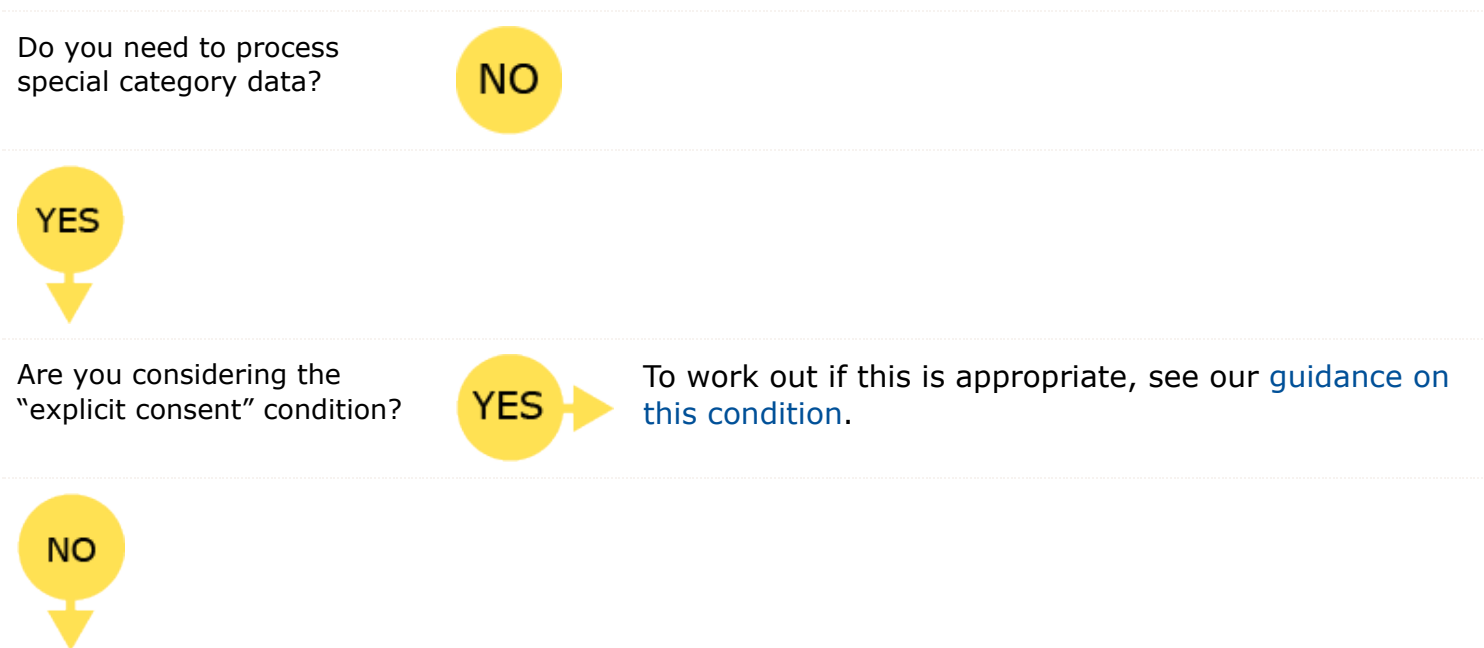 Do you need to process
special category data?
NO
YES
Are you considering the
“explicit consent” condition?
YES
To work out if this is appropriate, see our guidance on
this condition.
NO